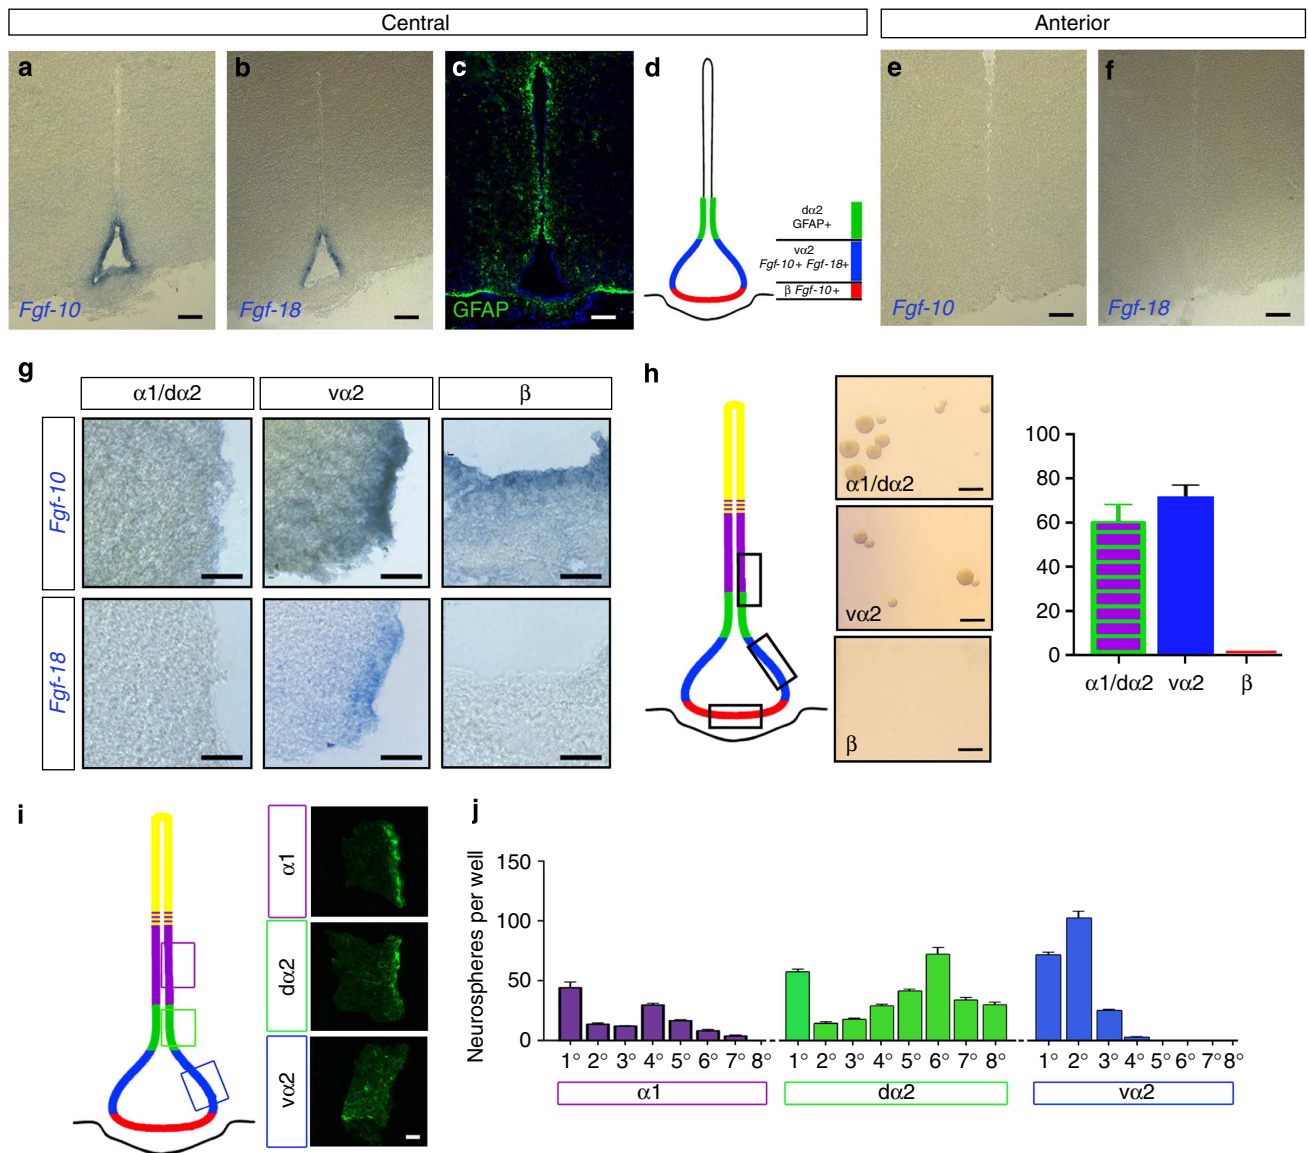 Central
Anterior
a
b
c
d
e
f
Fgf-10
Fgf-18
GFAP
dα2
GFAP+
vα2
Fgf-10+ Fgf-18+
β Fgf-10+
Fgf-10
Fgf-18
g
α1/dα2
vα2
β
Fgf-10
Fgf-18
h
α1/dα2
vα2
β
100
80
60
40
20
0
α1/dα2 vα2 β
i
α1
dα2
vα2
j
Neurospheres per well
150
100
50
0
1° 2° 3° 4° 5° 6° 7° 8° 1° 2° 3° 4° 5° 6° 7° 8° 1° 2° 3° 4° 5° 6° 7° 8°
α1
dα2
vα2